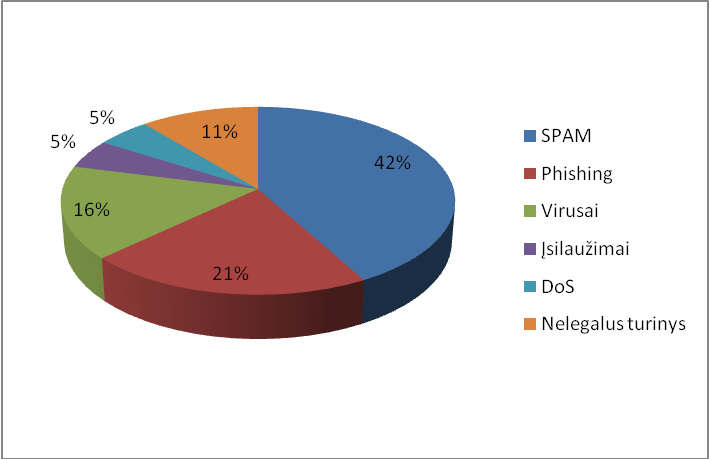 5%
5%
11%
42%
16%
21%
SPAM
Phishing
Virusai
Įsilaužimai
DoS
Nelegalus turinys